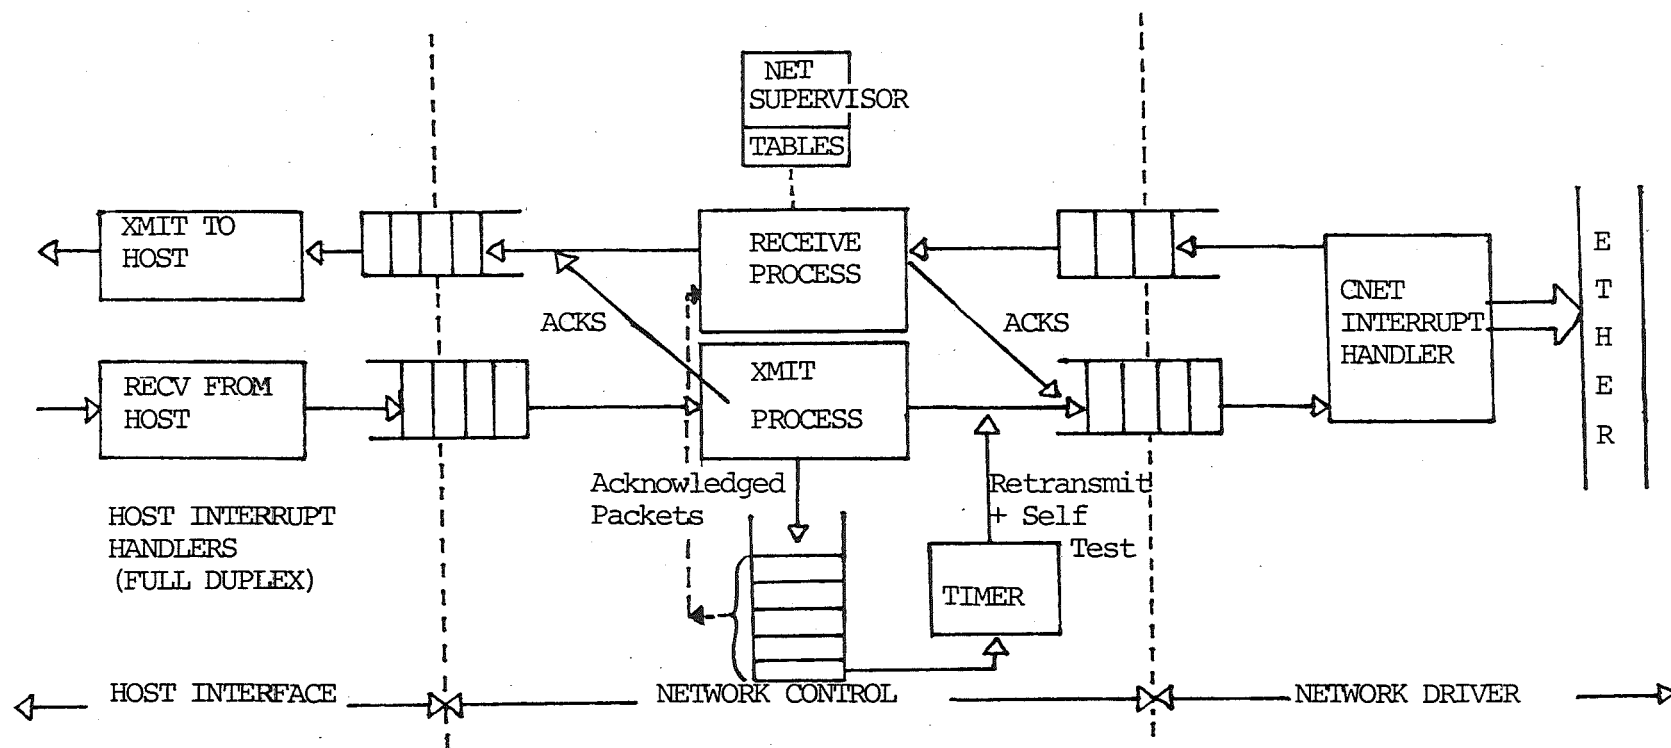 NET
SUPERVISOR
TABLES
XMIT TO
HOST
RECEIVE
PROCESS
CNET
INTERRUPT
HANDLER
ETHER
ACKS
ACKS
RECV FROM
HOST
XMIT
PROCESS
Acknowledged
Packets
Retransmit
+ Self
Test
HOST INTERRUPT
HANDLERS
(FULL DUPLEX)
TIMER
HOST INTERFACE
NETWORK CONTROL
NETWORK DRIVER